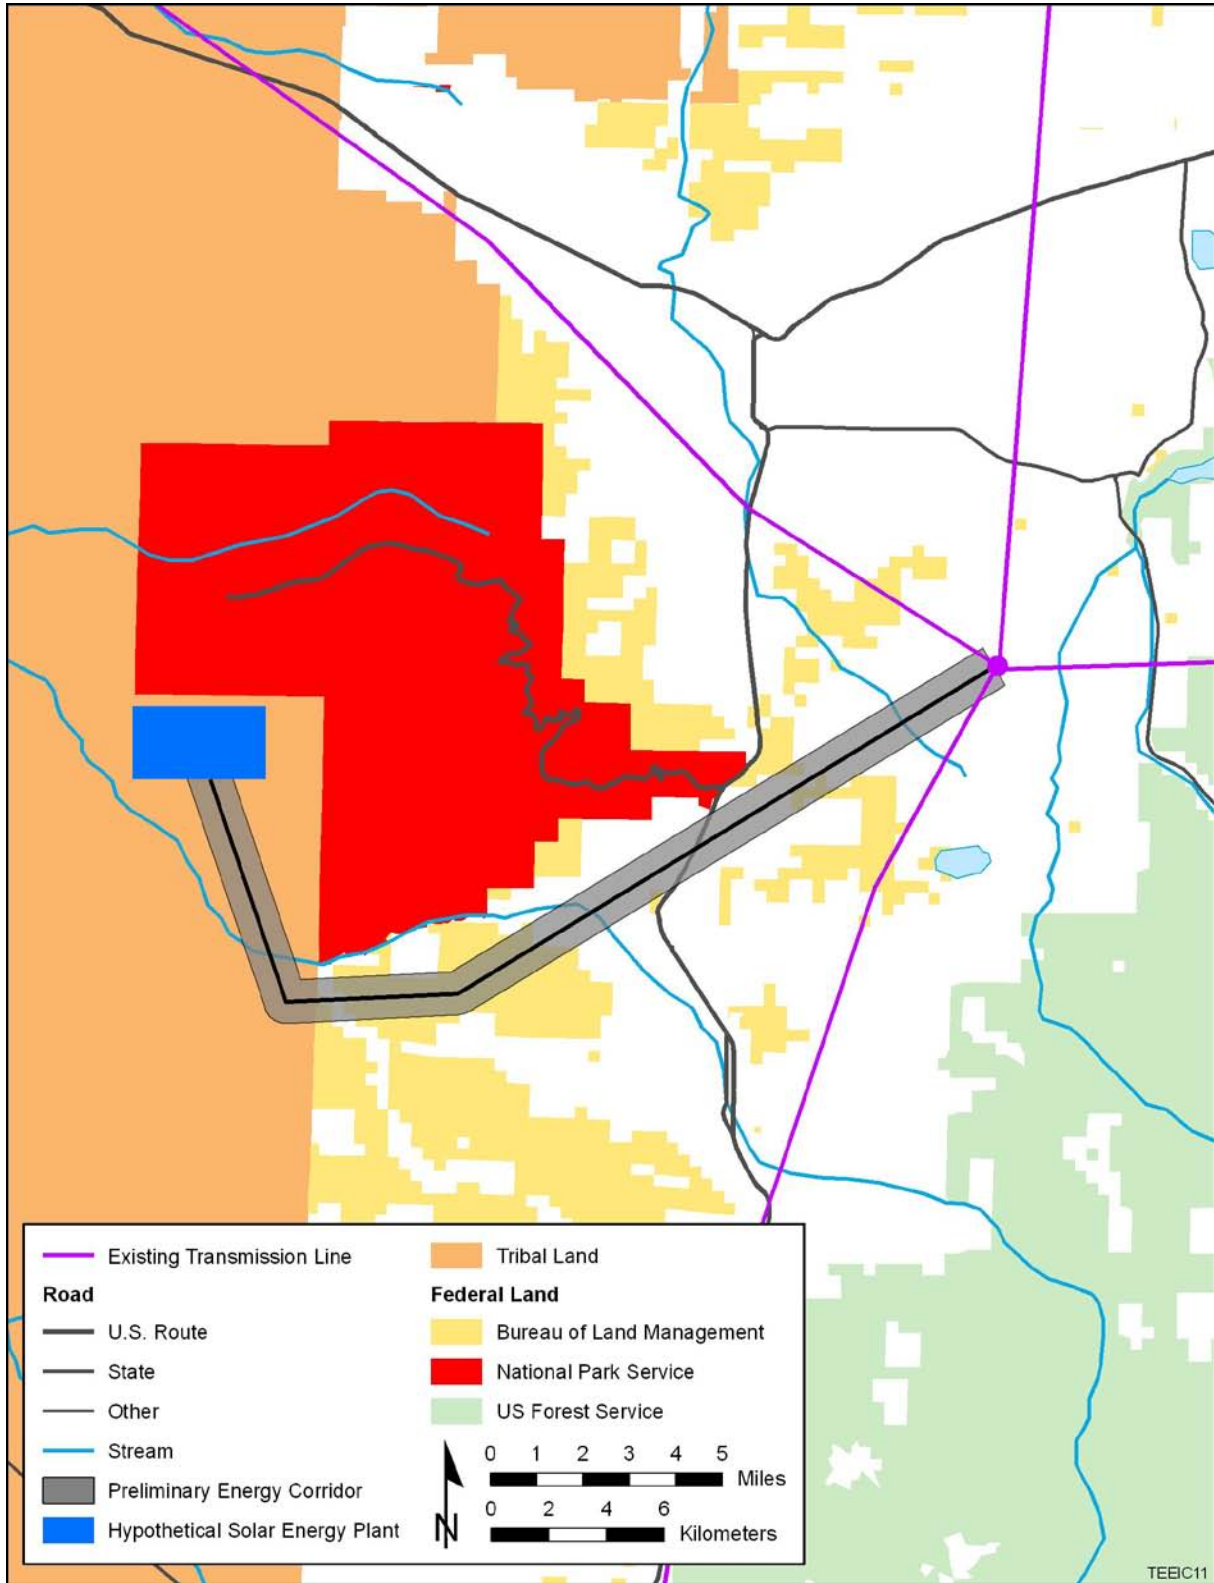 Existing Transmission Line
Road
U.S. Route
State
Other
Stream
Preliminary Energy Corridor
Hypothetical Solar Energy Plant
Tribal Land
Federal Land
Bureau of Land Management
National Park Service
US Forest Service
N
0 1 2 3 4 5
Miles
0 2 4 6
Kilometers
TEEIC11